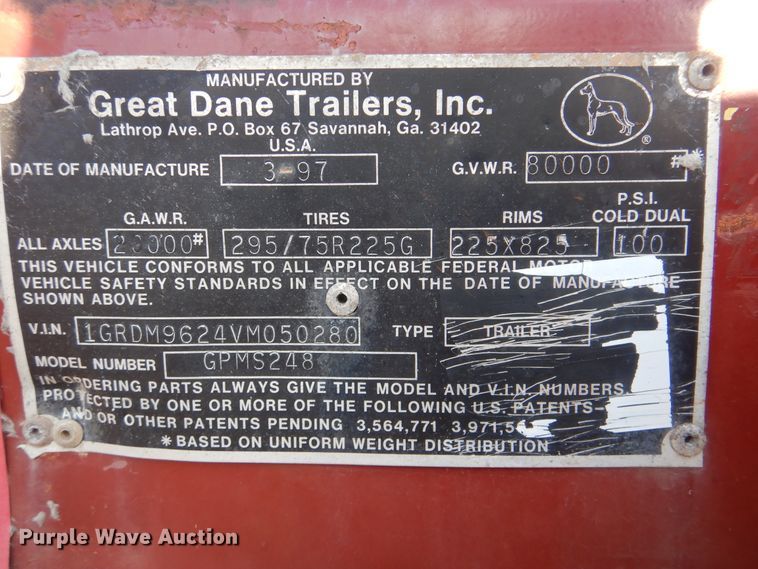 MANUFACTURED BY
Great Dane Trailers, Inc.
Lathrop Ave. P.O. Box 67 Savannah, Ga. 31402
U.S.A.
DATE OF MANUFACTURE 3-97 G.V.W.R. 80000 #*
G.A.W.R. TIRES RIMS P.S.I. COLD DUAL
ALL AXLES 295/75R225G 225X825 100
THIS VEHICLE CONFORMS TO ALL APPLICABLE FEDERAL MOTOR
VEHICLE SAFETY STANDARDS IN EFFECT ON THE DATE OF MANUFACTURE
SHOWN ABOVE.
V.I.N. 1GRDM9624VM050280 TYPE TRAILER
MODEL NUMBER GPMS248
IN ORDERING PARTS ALWAYS GIVE THE MODEL AND V.I.N. NUMBERS.
PROTECTED BY ONE OR MORE OF THE FOLLOWING U.S. PATENTS
AND/OR OTHER PATENTS PENDING 3,564,771
*BASED ON UNIFORM WEIGHT DISTRIBUTION
Purple Wave Auction